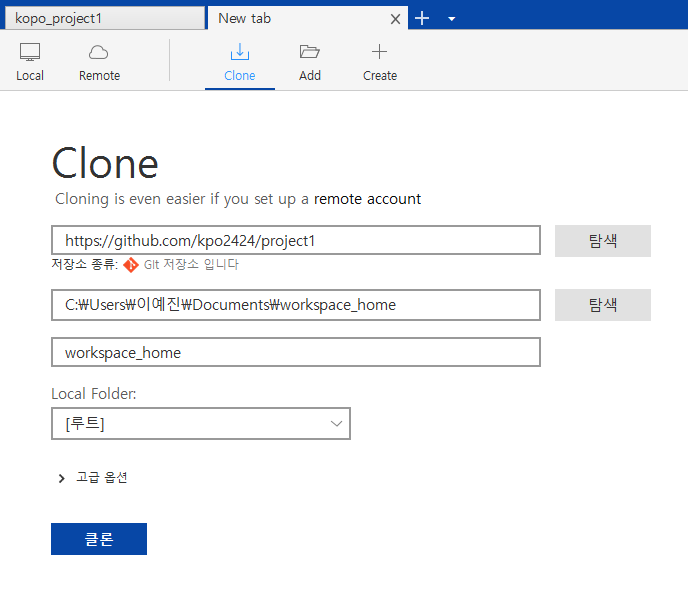 kopo_project1
New tab
Local
Remote
Clone
Add
Create
Clone
Cloning is even easier if you set up a remote account
https://github.com/kpo2424/project1
탐색
저장소 종류: Git 저장소 입니다
C:₩Users₩이예진₩Documents₩workspace_home
탐색
workspace_home
Local Folder:
[루트]
고급 옵션
클론